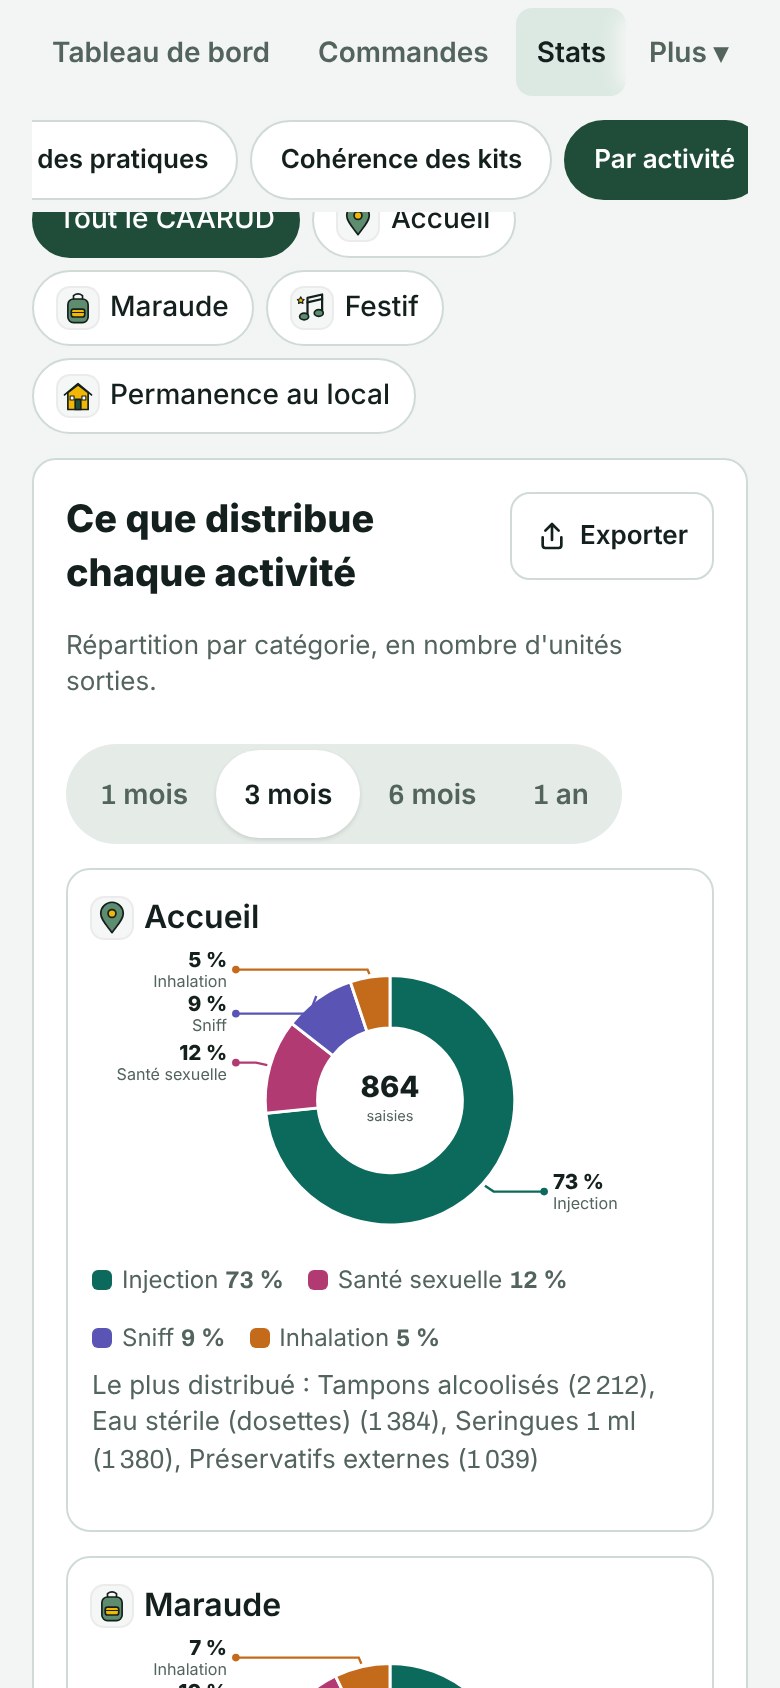 Tableau de bord Commandes Stats Plus ▾
des pratiques Cohérence des kits Par activité
Tout le CAARUD Accueil
Maraude Festif
Permanence au local
Ce que distribue
chaque activité
Exporter
Répartition par catégorie, en nombre d'unités
sorties.
1 mois 3 mois 6 mois 1 an
Accueil
5 %
Inhalation
9 %
Sniff
12 %
Santé sexuelle
864
saisies
73 %
Injection
Injection 73 % Santé sexuelle 12 %
Sniff 9 % Inhalation 5 %
Le plus distribué : Tampons alcoolisés (2 212),
Eau stérile (dosettes) (1 384), Seringues 1 ml
(1 380), Préservatifs externes (1 039)
Maraude
7 %
Inhalation